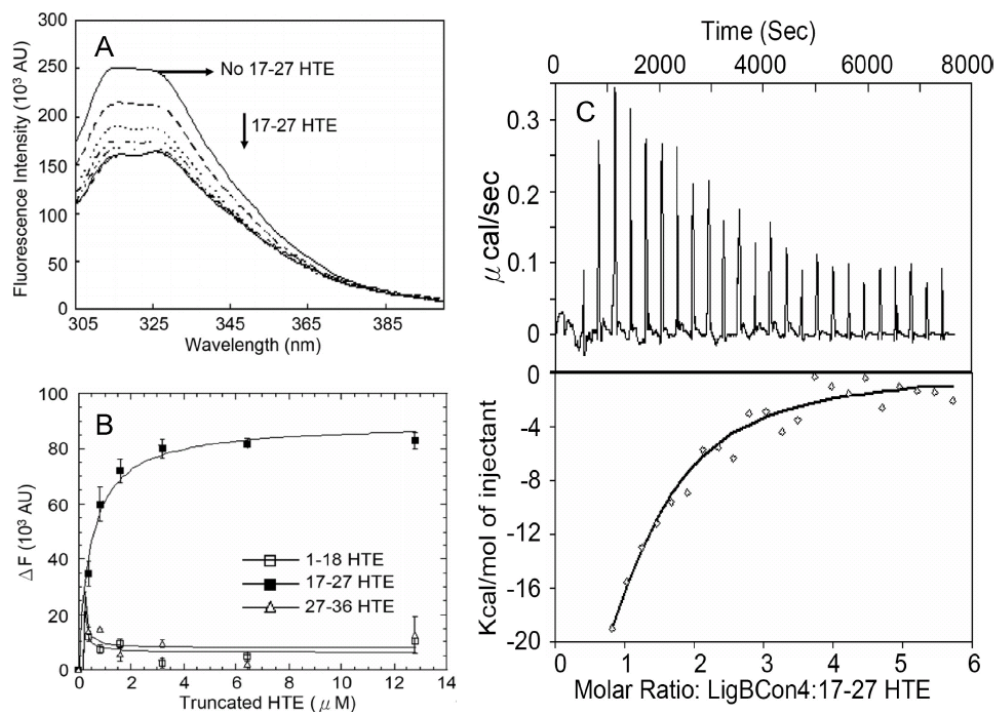 A
Fluorescence Intensity (10³ AU)
300
250
200
150
100
50
0
No 17-27 HTE
17-27 HTE
305 325 345 365 385
Wavelength (nm)
B
Δ F (10³ AU)
100
80
60
40
20
0
1-18 HTE
17-27 HTE
27-36 HTE
0 2 4 6 8 10 12 14
Truncated HTE ( μ M)
Time (Sec)
0 2000 4000 6000 8000
C
μ cal/sec
0.3
0.2
0.1
0
Kcal/mol of injectant
0
-4
-8
-12
-16
-20
0 1 2 3 4 5 6
Molar Ratio: LigBCon4:17-27 HTE